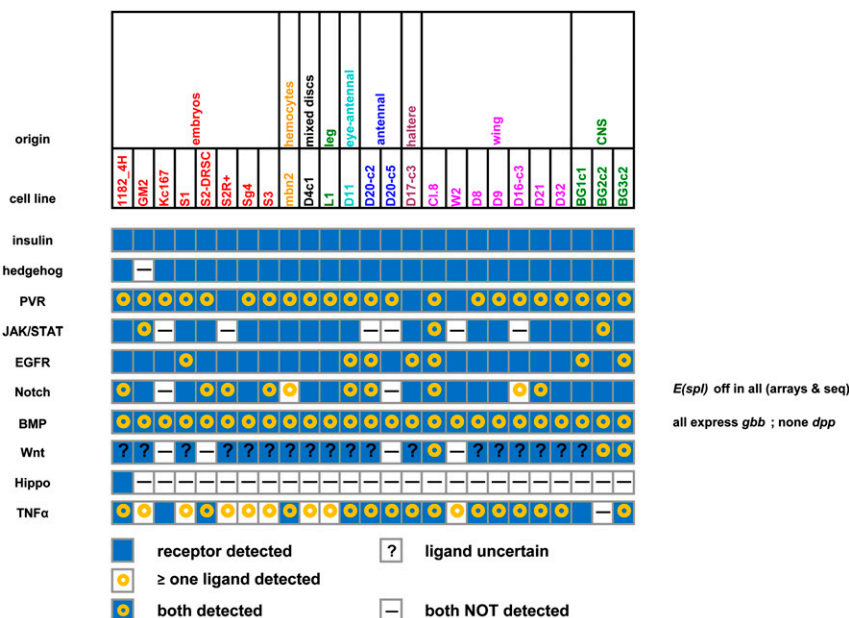 origin
embryos
hemocytes
mixed discs
leg
eye-antennal
antennal
haltere
wing
CNS
cell line
1182_4H
GM2
Kc167
S1
S2-DRSC
S2R+
Sg4
S3
mbn2
D4c1
L1
D11
D20-c2
D20-c5
D17-c3
Cl.8
W2
D8
D9
D16-c3
D21
D32
BG1c1
BG2c2
BG3c2
insulin
hedgehog —
PVR
JAK/STAT — — — — — —
EGFR
Notch — — E(spl) off in all (arrays & seq)
BMP all express gbb ; none dpp
Wnt ? ? — ? — ? ? ? ? ? ? ? ? — ? — ? ? ? ? ? ?
Hippo — — — — — — — — — — — — — — — — — — — — — — — —
TNFα —
receptor detected ? ligand uncertain
≥ one ligand detected
both detected — both NOT detected